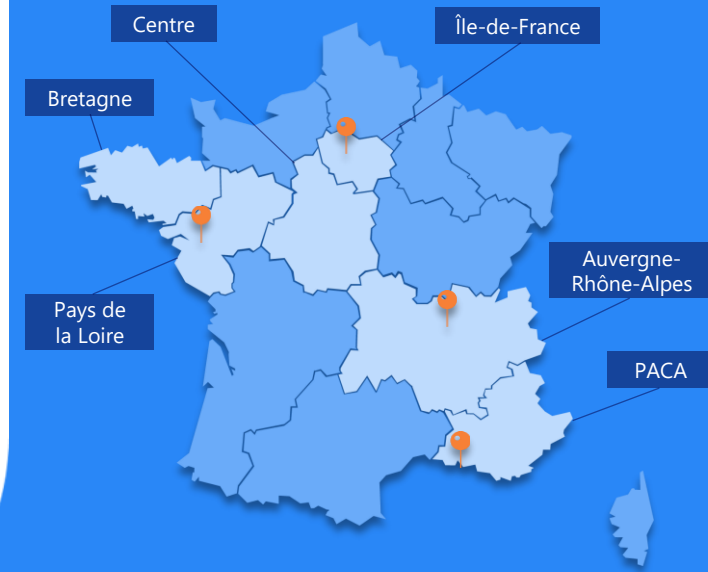 Centre
Île-de-France
Bretagne
Auvergne-
Rhône-Alpes
Pays de
la Loire
PACA